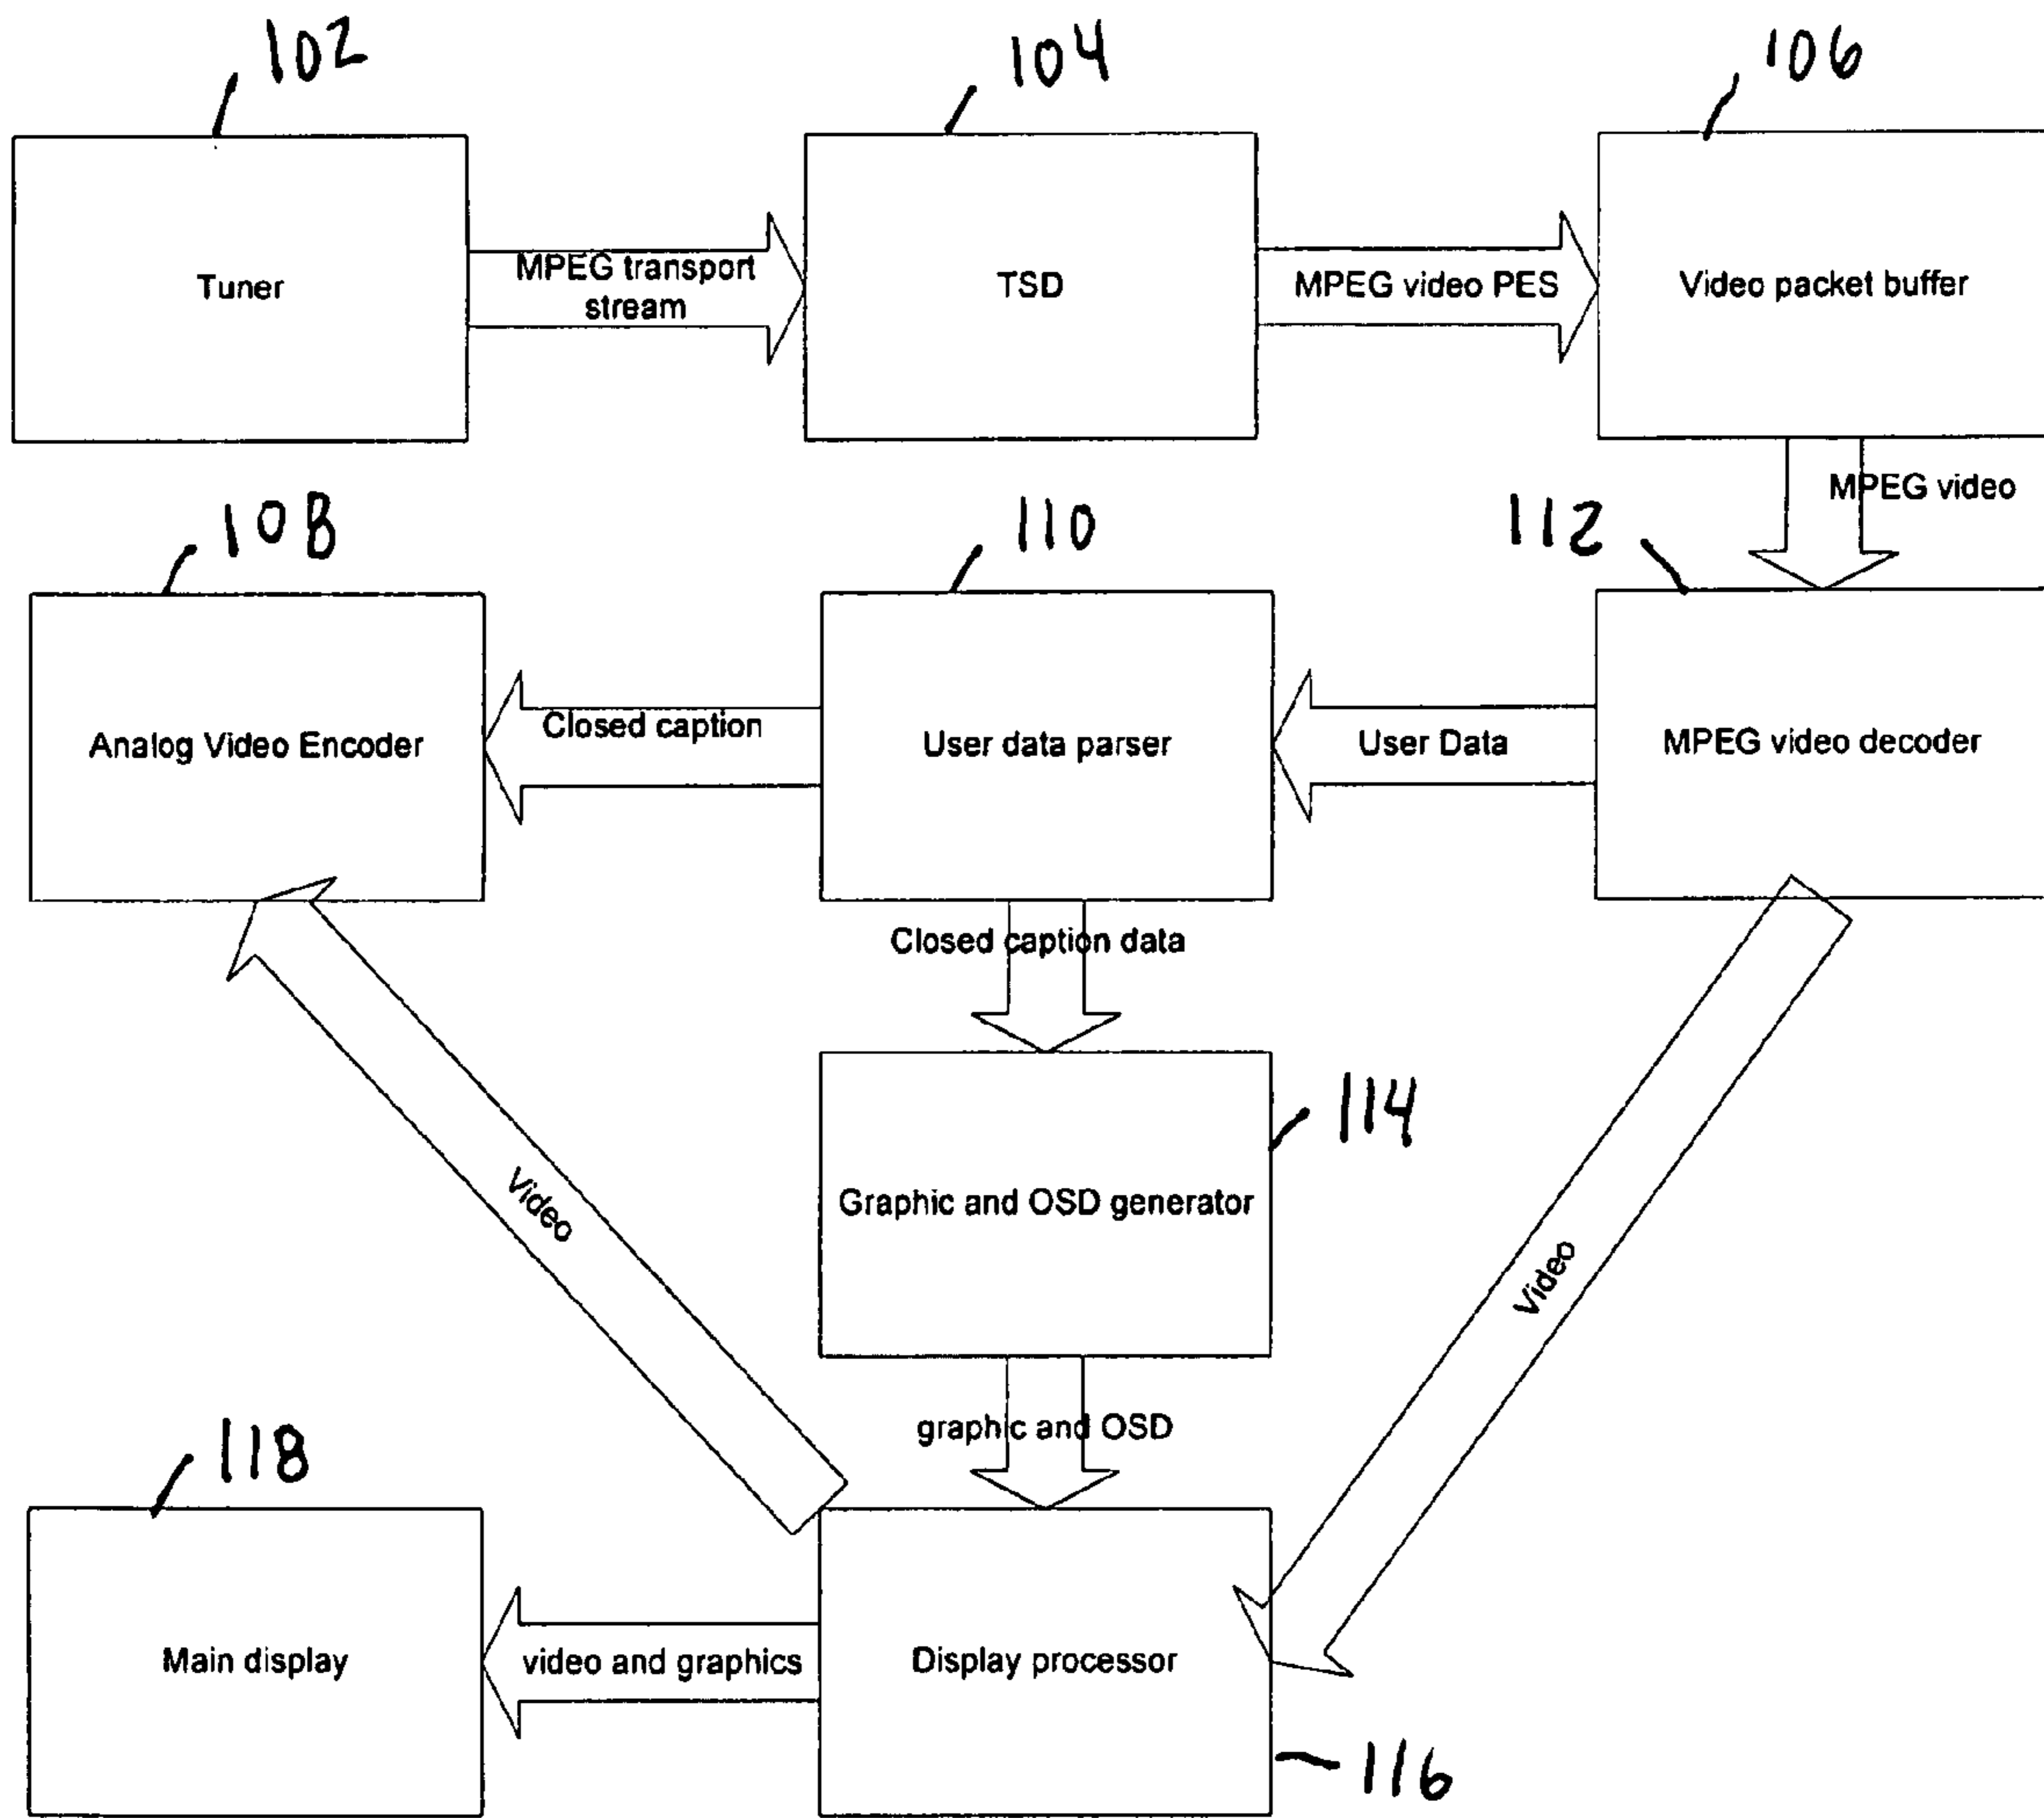 102
104
106
Tuner
MPEG transport
stream
TSD
MPEG video PES
Video packet buffer
MPEG video
108
110
112
Analog Video Encoder
Closed caption
User data parser
User Data
MPEG video decoder
Closed caption data
114
Graphic and OSD generator
Video
Video
graphic and OSD
118
Main display
video and graphics
Display processor
116